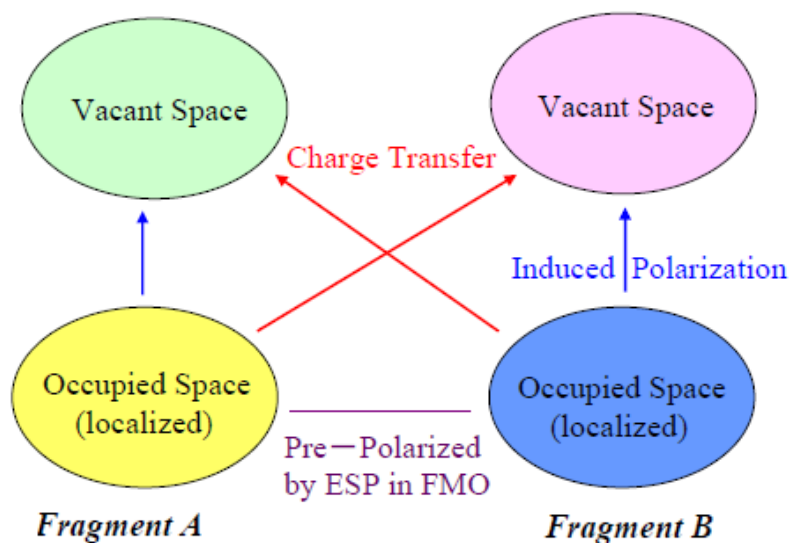 Vacant Space
Vacant Space
Charge Transfer
Induced Polarization
Occupied Space
(localized)
Occupied Space
(localized)
Pre－Polarized
by ESP in FMO
Fragment A
Fragment B